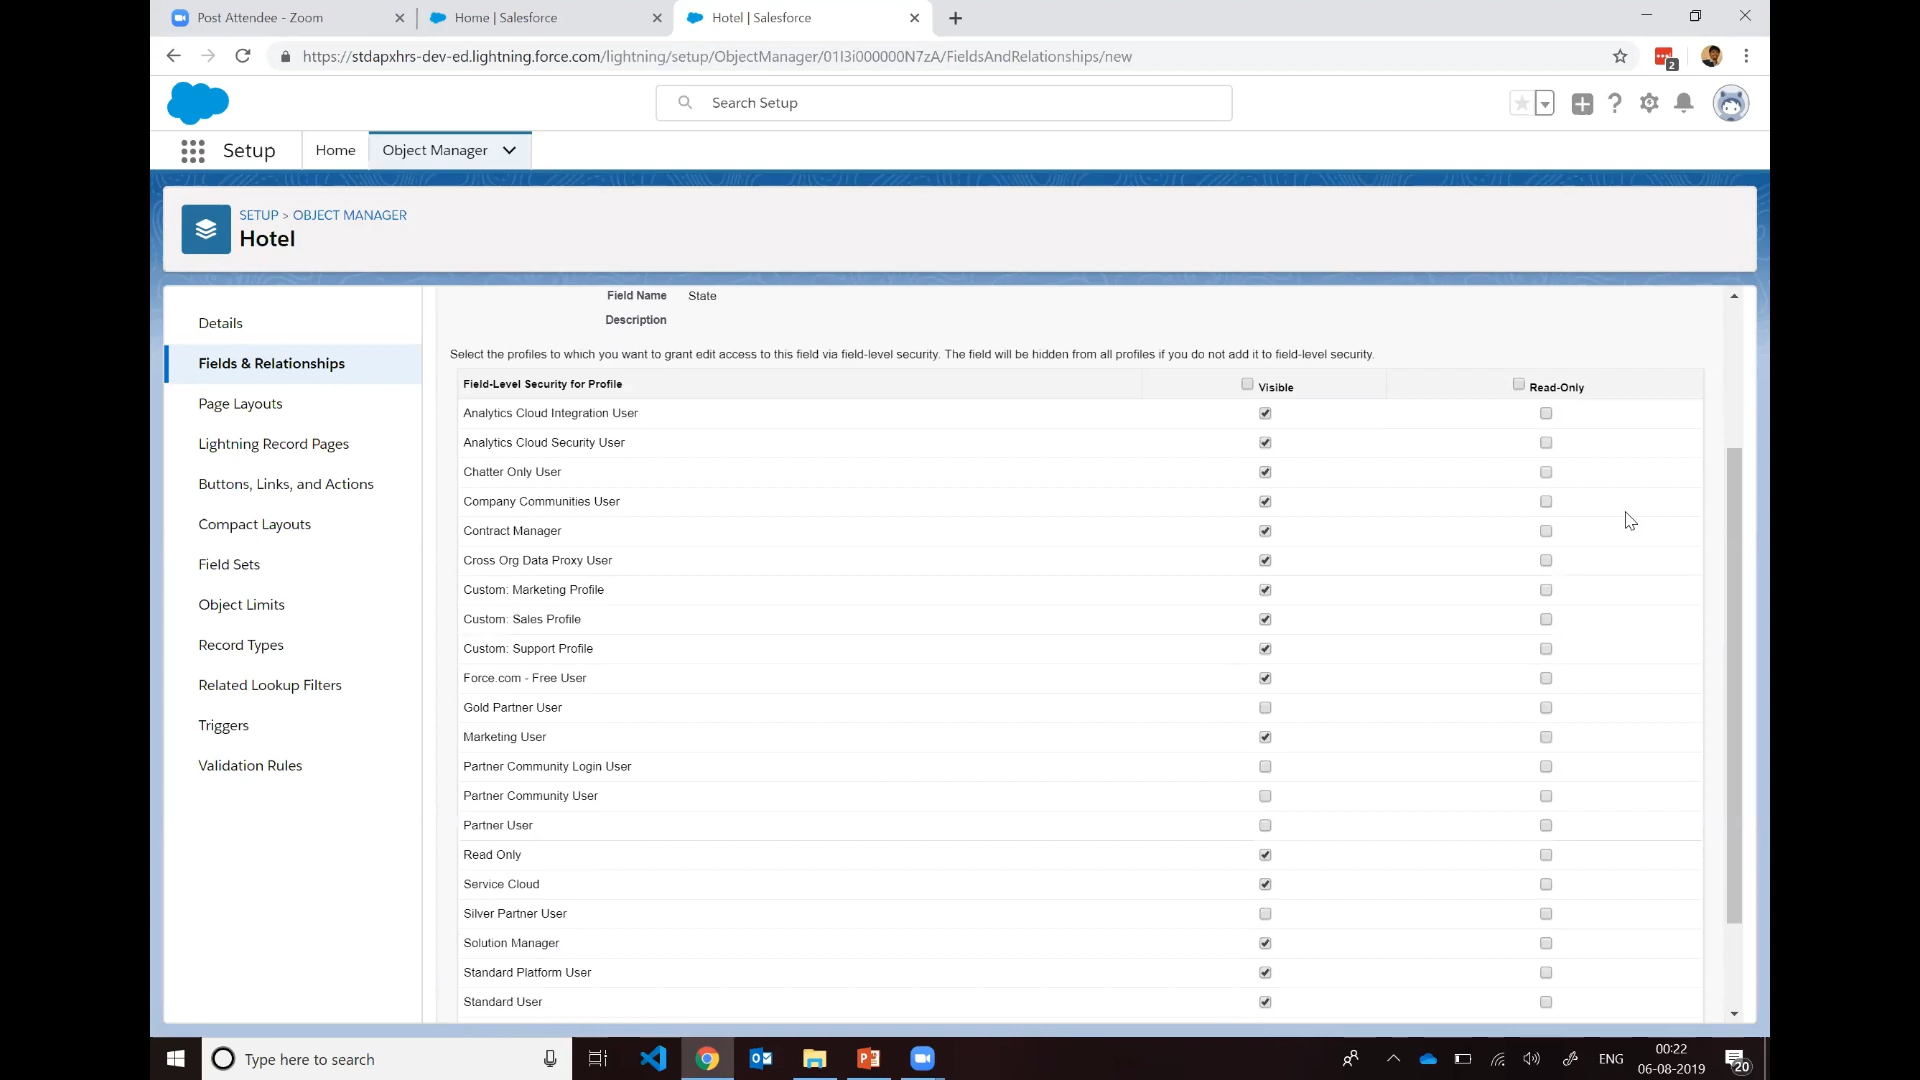 Post Attendee - Zoom
Home | Salesforce
Hotel | Salesforce
https://stdapxhrs-dev-ed.lightning.force.com/lightning/setup/ObjectManager/01I3i000000N7zA/FieldsAndRelationships/new
2
Search Setup
Setup
Home
Object Manager
SETUP > OBJECT MANAGER
Hotel
Details
Fields & Relationships
Page Layouts
Lightning Record Pages
Buttons, Links, and Actions
Compact Layouts
Field Sets
Object Limits
Record Types
Related Lookup Filters
Triggers
Validation Rules
Field Name State
Description
Select the profiles to which you want to grant edit access to this field via field-level security. The field will be hidden from all profiles if you do not add it to field-level security.
Field-Level Security for Profile Visible Read-Only
Analytics Cloud Integration User
Analytics Cloud Security User
Chatter Only User
Company Communities User
Contract Manager
Cross Org Data Proxy User
Custom: Marketing Profile
Custom: Sales Profile
Custom: Support Profile
Force.com - Free User
Gold Partner User
Marketing User
Partner Community Login User
Partner Community User
Partner User
Read Only
Service Cloud
Silver Partner User
Solution Manager
Standard Platform User
Standard User
Type here to search
ENG
00:22
06-08-2019
20